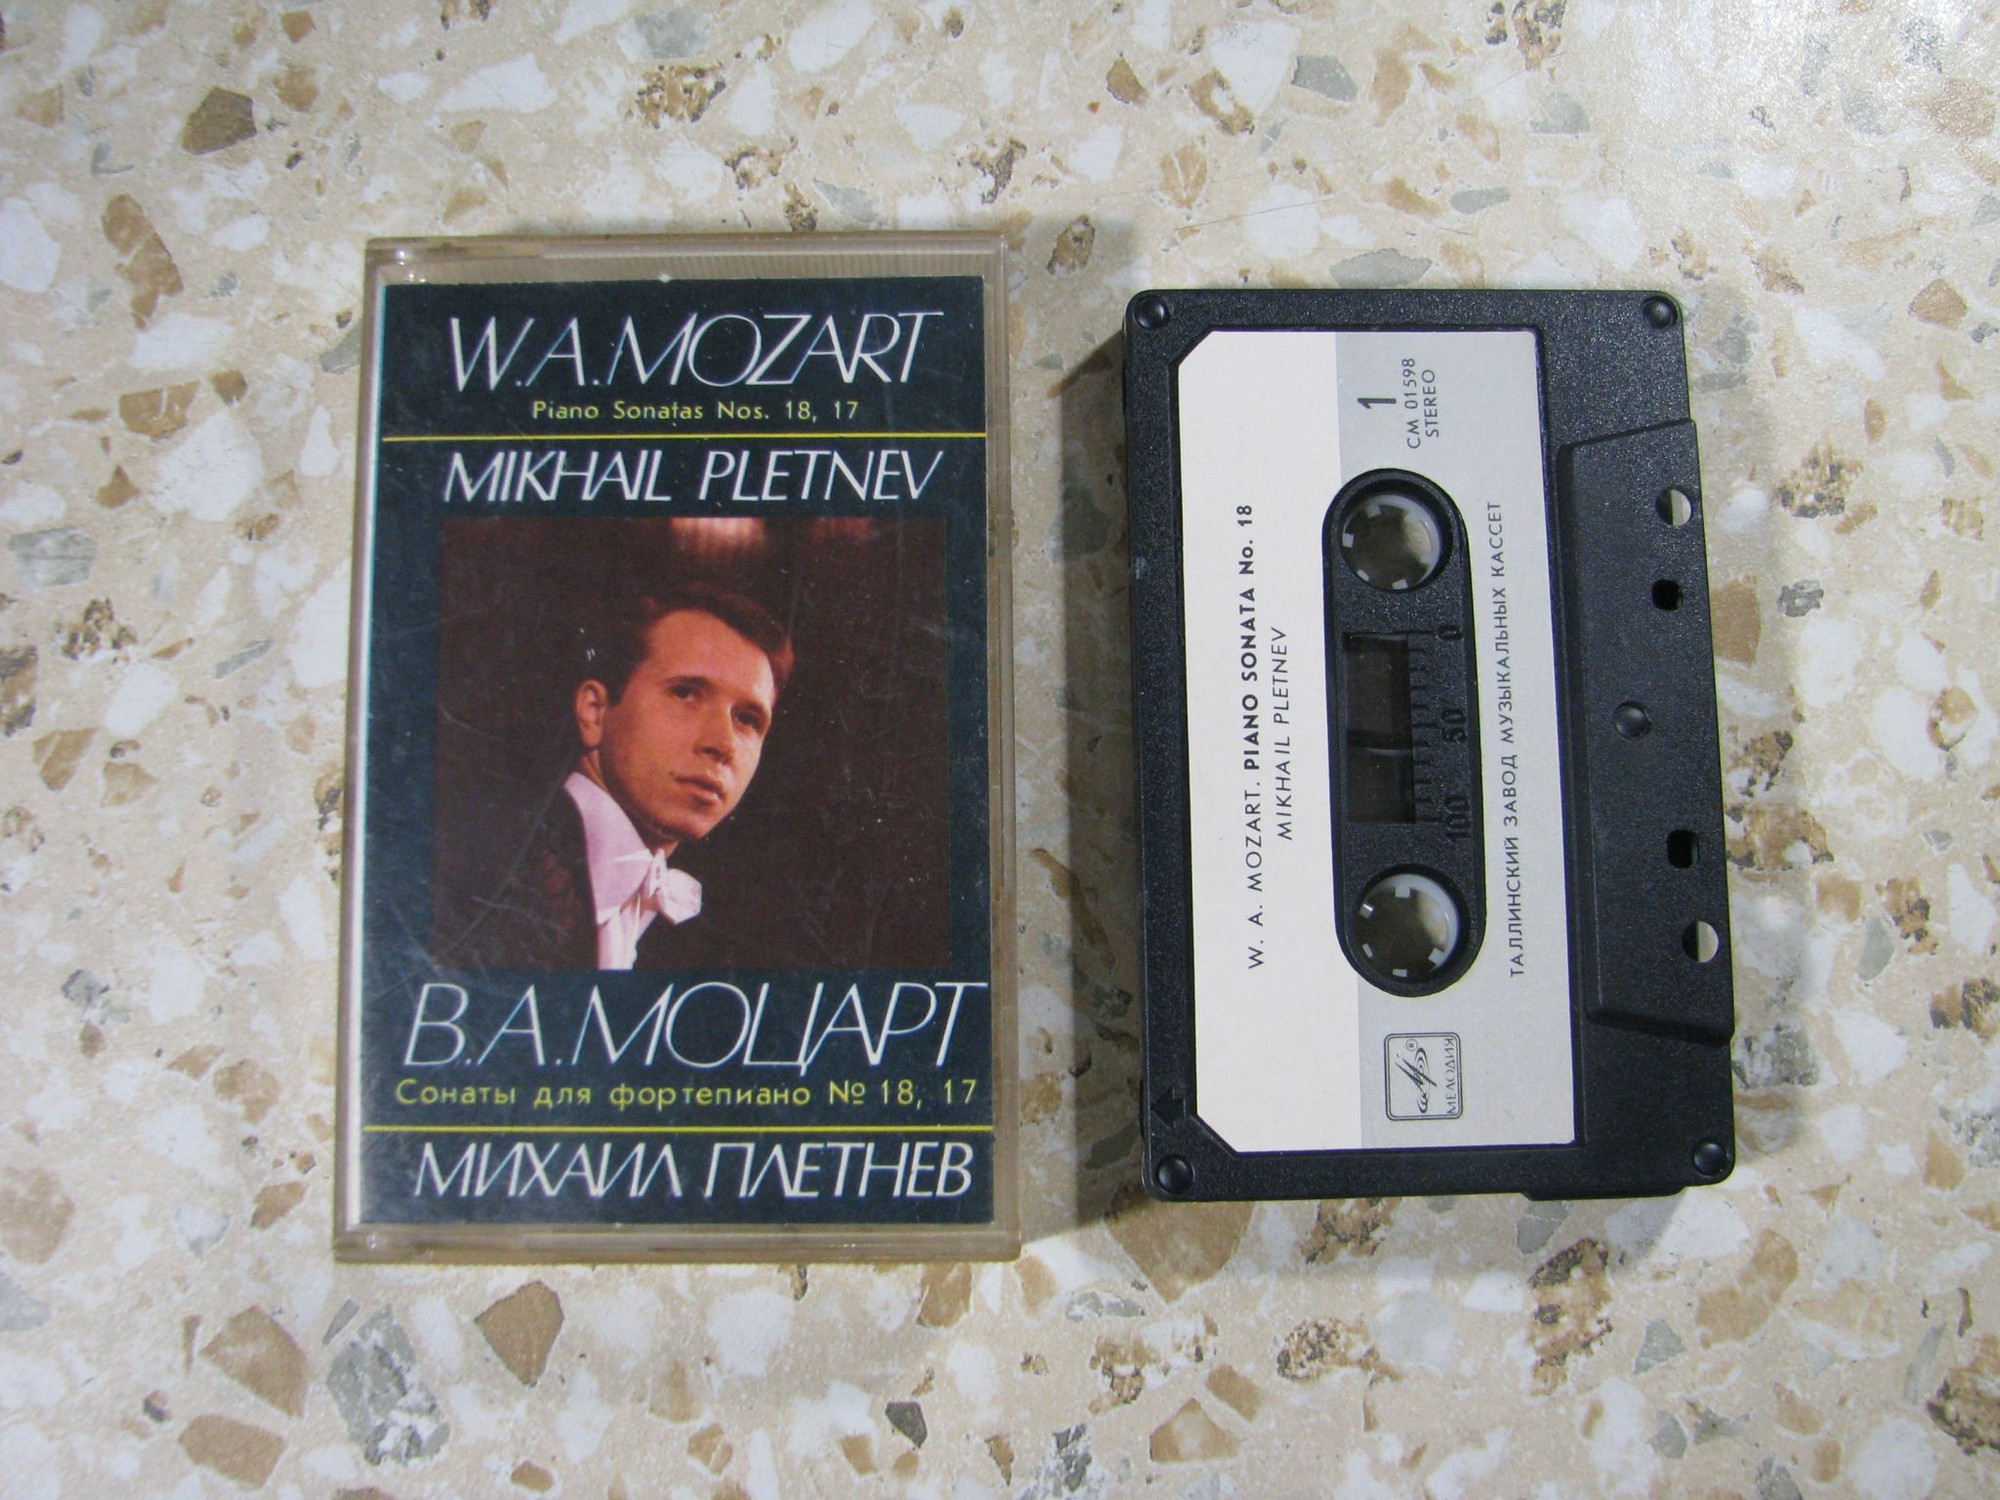 W.A.MOZART
Piano Sonatas Nos. 18, 17
MIKHAIL PLETNEV
В.А.МОЦАРТ
Сонаты для фортепиано № 18, 17
МИХАИЛ ПЛЕТНЕВ
W. A. MOZART. PIANO SONATA No. 18
MIKHAIL PLETNEV
1
СМ 01598
STEREO
100 50 0
МЕЛОДИЯ
®
ТАЛЛИНСКИЙ ЗАВОД МУЗЫКАЛЬНЫХ КАССЕТ